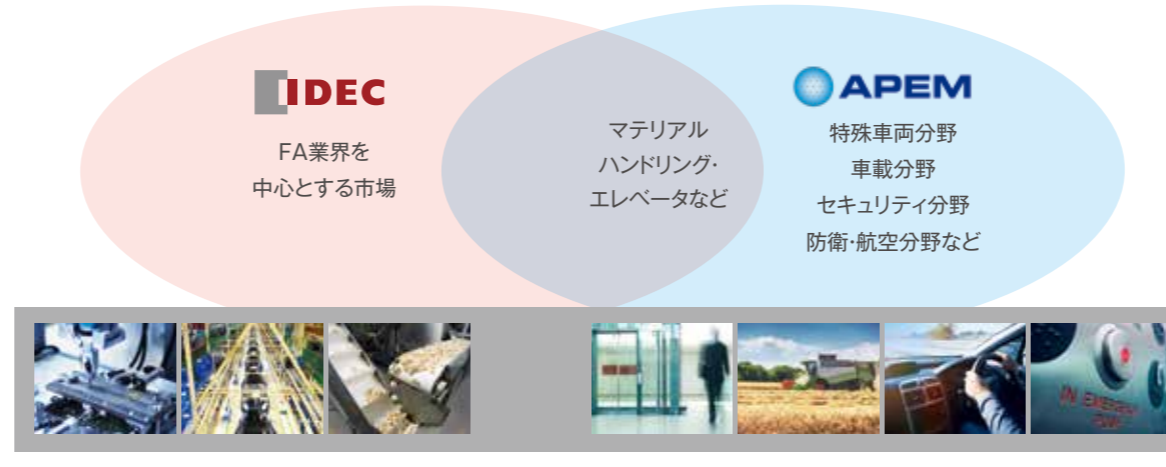 IDEC
FA業界を
中心とする市場
マテリアル
ハンドリング・
エレベータなど
APEM
特殊車両分野
車載分野
セキュリティ分野
防衛・航空分野など
IN EMERGENCY